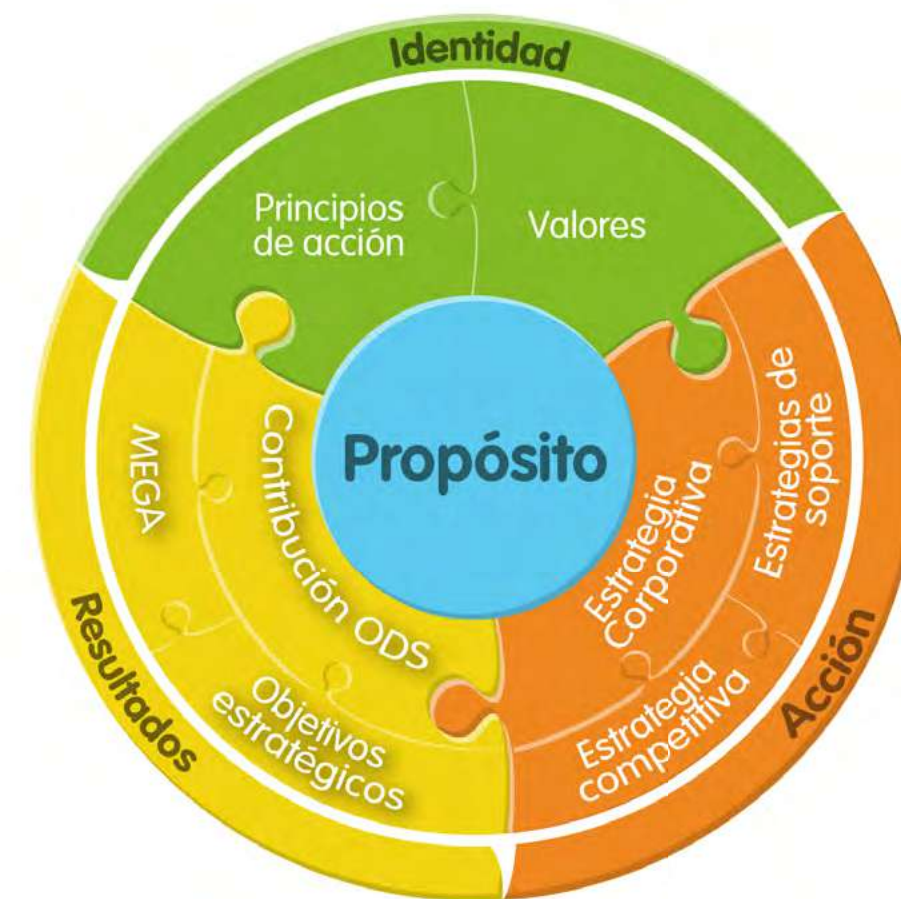 Identidad
Principios
de acción
Valores
Propósito
Estrategias de
soporte
Estrategia
Corporativa
Estrategia
competitiva
Acción
MEGA
Contribución ODS
Objetivos
estratégicos
Resultados